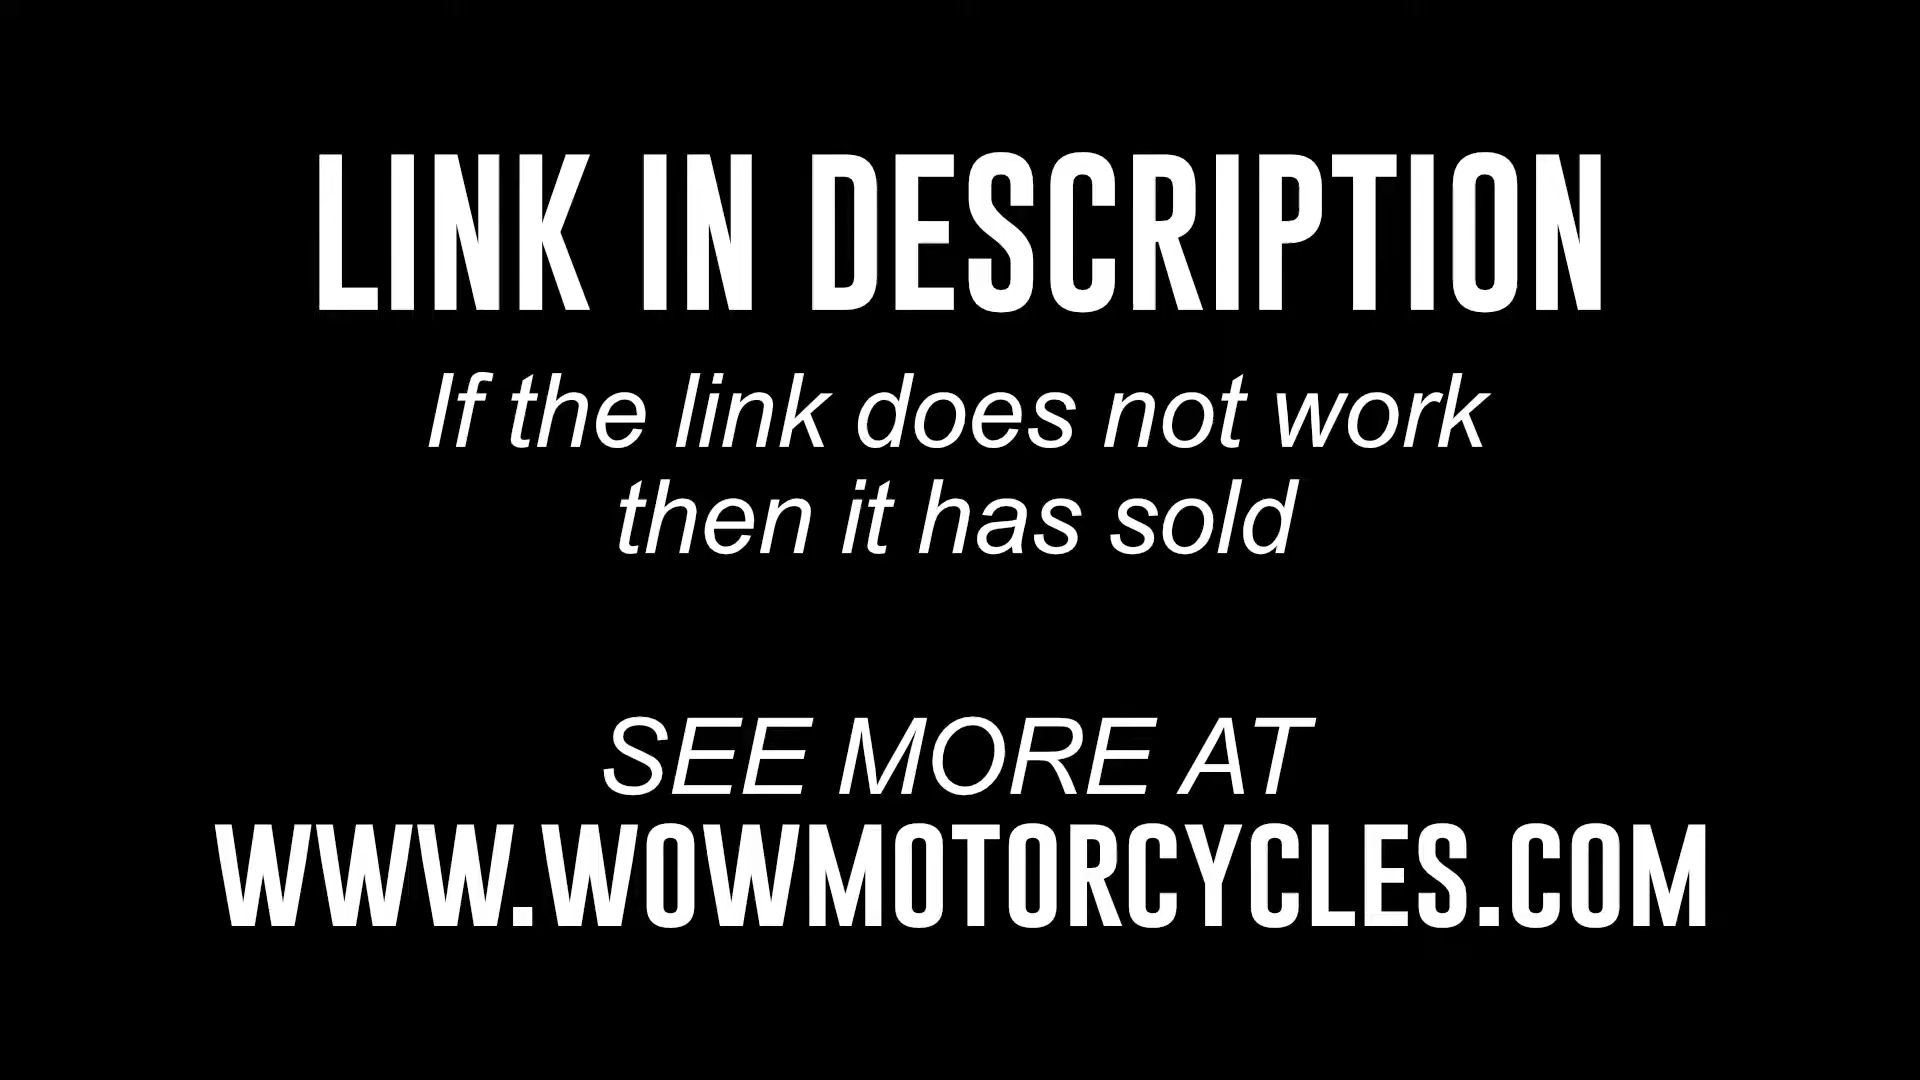 LINK IN DESCRIPTION
If the link does not work
then it has sold
SEE MORE AT
WWW.WOWMOTORCYCLES.COM